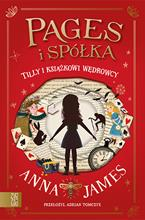 PAGES
i SPÓŁKA
TILLY I KSIĄŻKOWI WĘDROWCY
ANNA
JAMES
PRZEŁOŻYŁ ADRIAN TOMCZYK